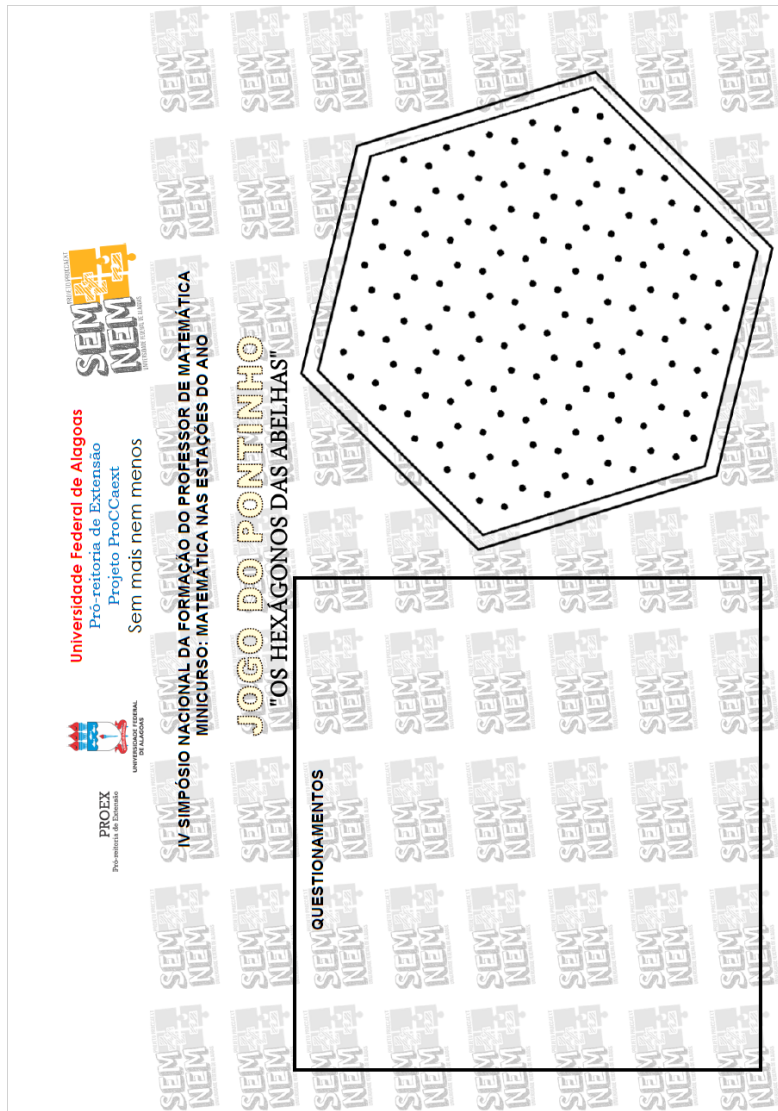 PROEX
Pró-reitoria de Extensão
UNIVERSIDADE FEDERAL
DE ALAGOAS
Universidade Federal de Alagoas
Pró-reitoria de Extensão
Projeto ProCCaext
Sem mais nem menos
SEM
NEM
IV SIMPÓSIO NACIONAL DA FORMAÇÃO DO PROFESSOR DE MATEMÁTICA
MINICURSO: MATEMÁTICA NAS ESTAÇÕES DO ANO
JOGO DO PONTINHO
"OS HEXÁGONOS DAS ABELHAS"
QUESTIONAMENTOS